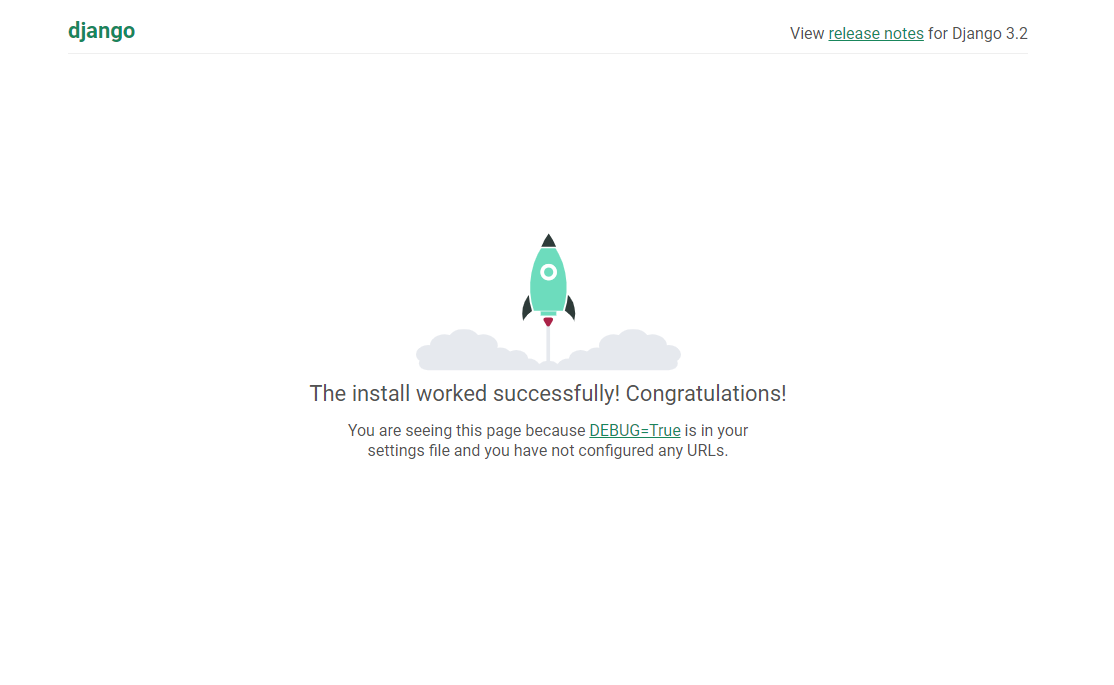 django
View release notes for Django 3.2
The install worked successfully! Congratulations!
You are seeing this page because DEBUG=True is in your
settings file and you have not configured any URLs.